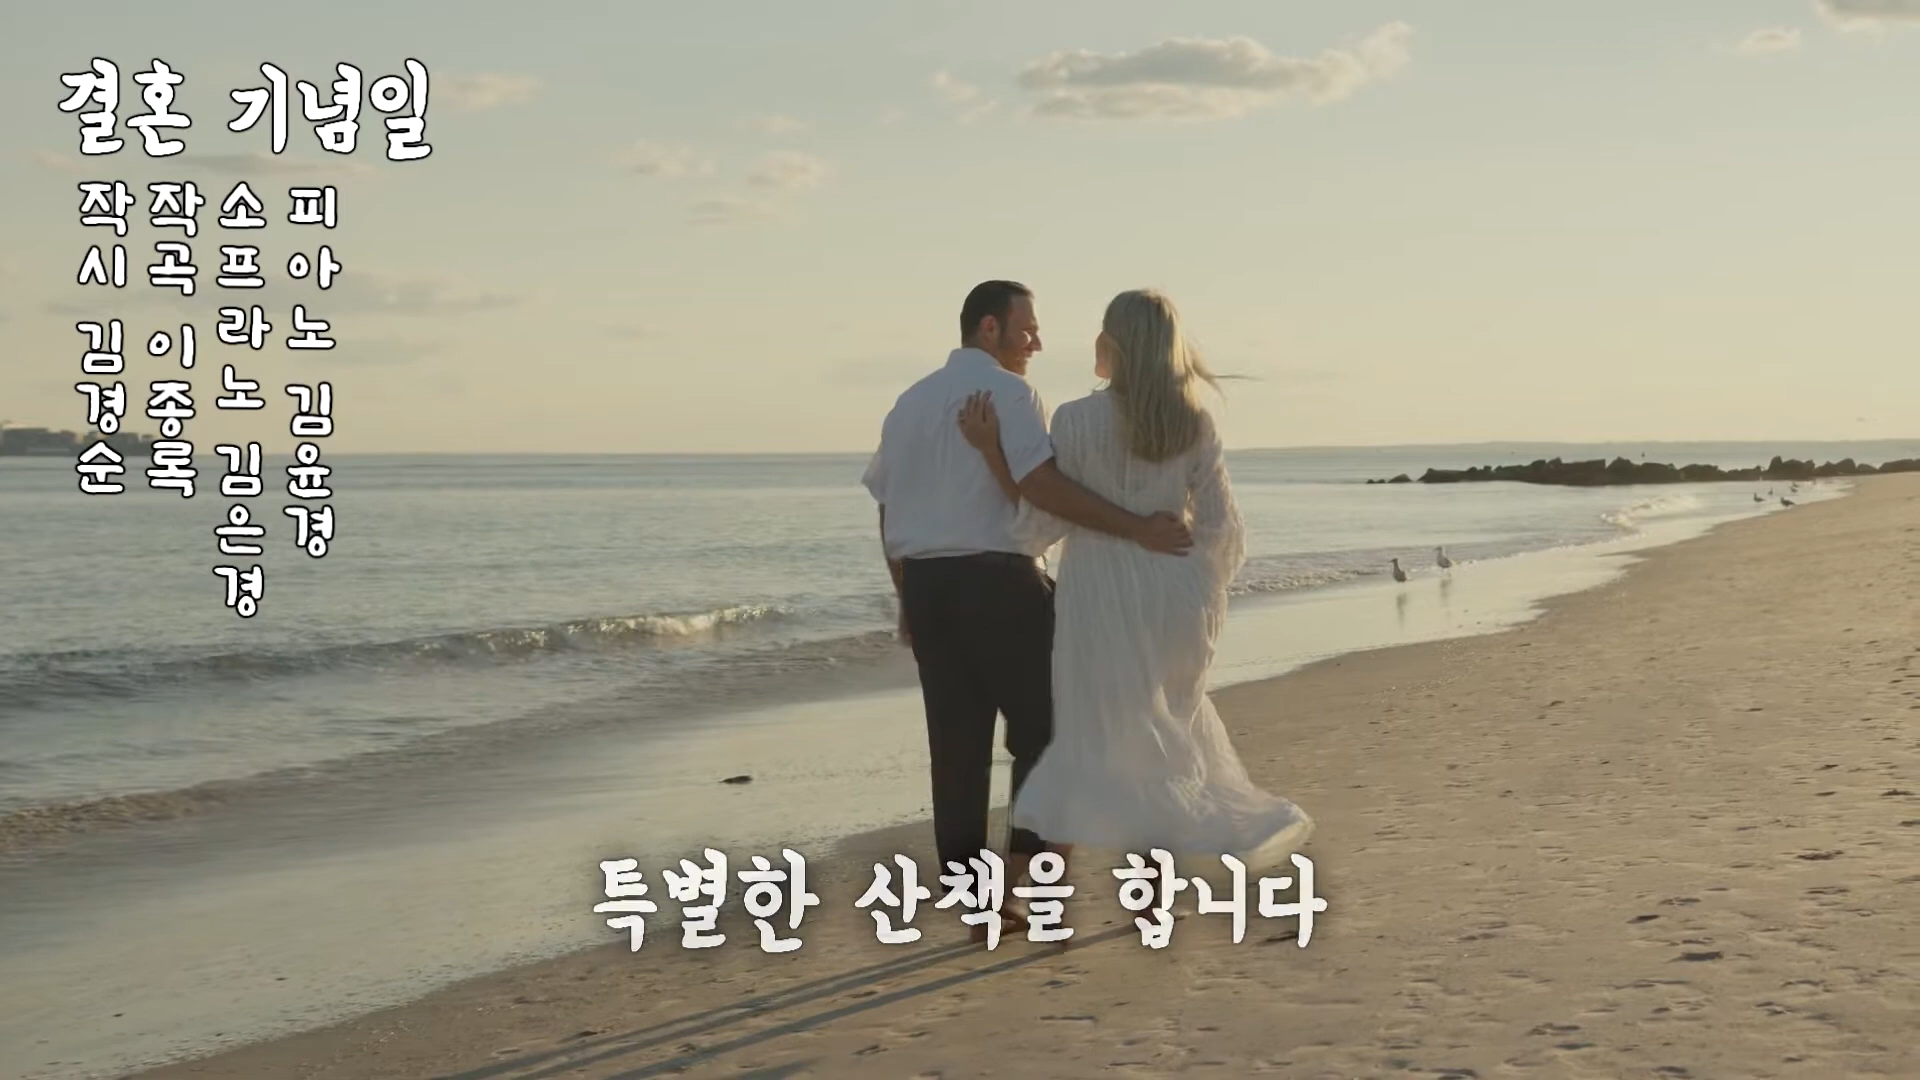 결혼 기념일
작시 김경순
작곡 이종록
소프라노 김은경
피아노 김윤경
특별한 산책을 합니다